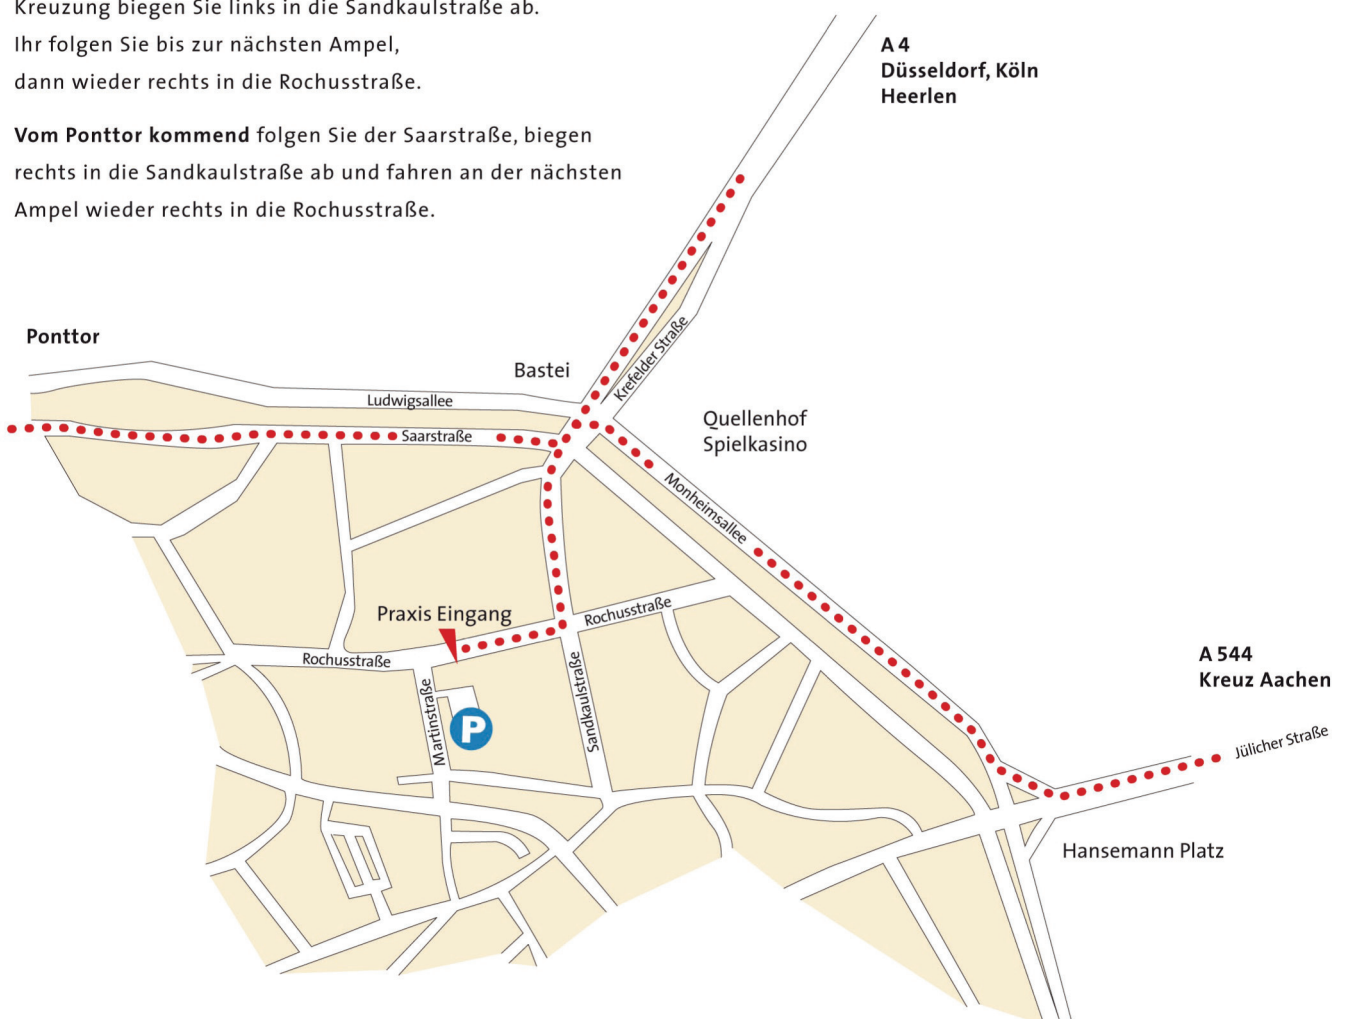 Kreuzung biegen Sie links in die Sandkaulstraße ab.
Ihr folgen Sie bis zur nächsten Ampel,
dann wieder rechts in die Rochusstraße.
Vom Ponttor kommend folgen Sie der Saarstraße, biegen
rechts in die Sandkaulstraße ab und fahren an der nächsten
Ampel wieder rechts in die Rochusstraße.
A 4
Düsseldorf, Köln
Heerlen
Ponttor
Bastei
Krefelder Straße
Ludwigsallee
Saarstraße
Quellenhof
Spielkasino
Monheimsallee
Praxis Eingang
Rochusstraße
Rochusstraße
Martinstraße
Sandkaulstraße
P
A 544
Kreuz Aachen
Jülicher Straße
Hansemann Platz